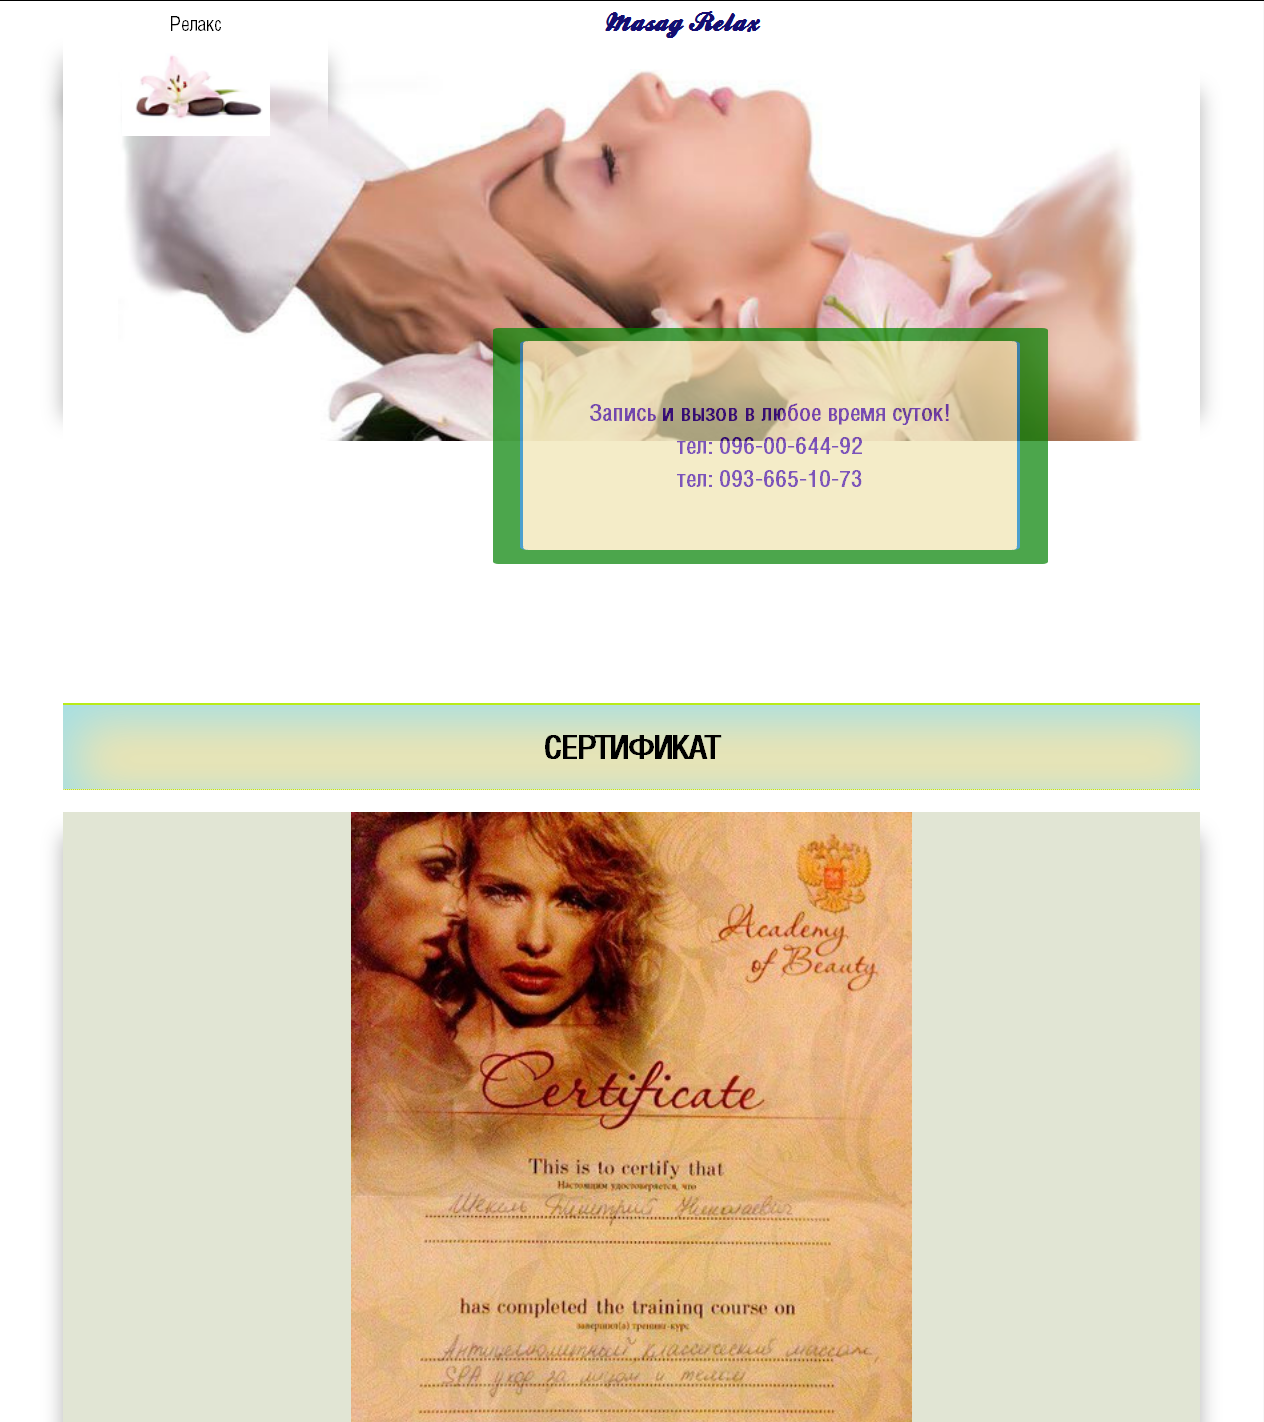 Релакс
Masag Relax
Запись и вызов в любое время суток!
тел: 096-00-644-92
тел: 093-665-10-73
СЕРТИФИКАТ
Academy
of Beauty
Certificate
This is to certify that
Настоящим удостоверяется, что
Николаевич
has completed the training course on
завершил(а) тренинг-курс
Антицеллюлитный классический массаж,
SPA уход за лицом и телом